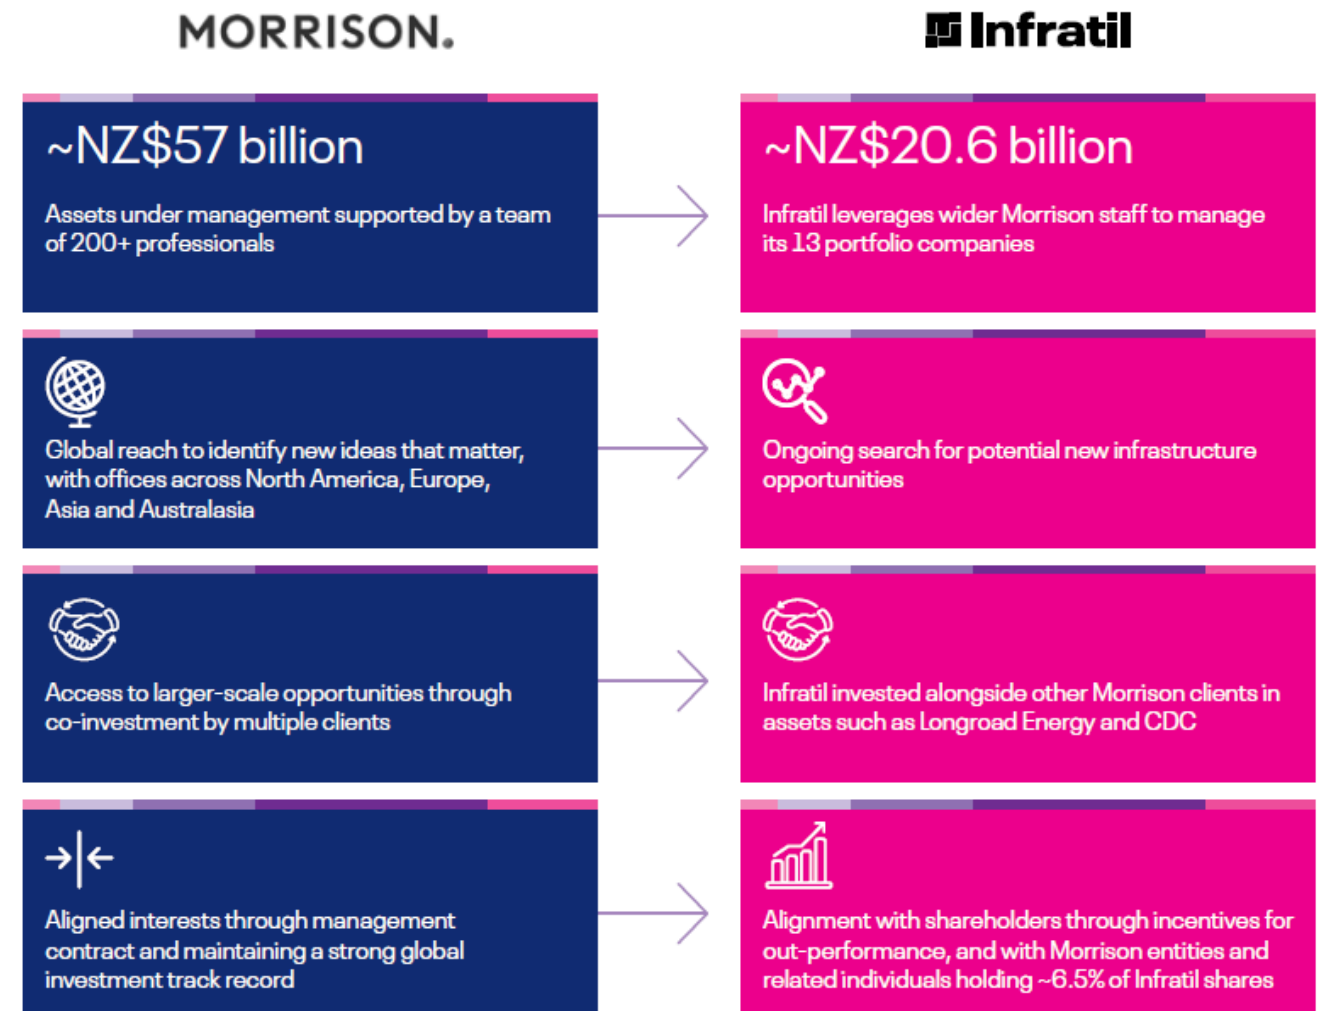 MORRISON.
Infratil
~NZ$57 billion
Assets under management supported by a team
of 200+ professionals
~NZ$20.6 billion
Infratil leverages wider Morrison staff to manage
its 13 portfolio companies
Global reach to identify new ideas that matter,
with offices across North America, Europe,
Asia and Australasia
Ongoing search for potential new infrastructure
opportunities
Access to larger-scale opportunities through
co-investment by multiple clients
Infratil invested alongside other Morrison clients in
assets such as Longroad Energy and CDC
Aligned interests through management
contract and maintaining a strong global
investment track record
Alignment with shareholders through incentives for
out-performance, and with Morrison entities and
related individuals holding ~6.5% of Infratil shares